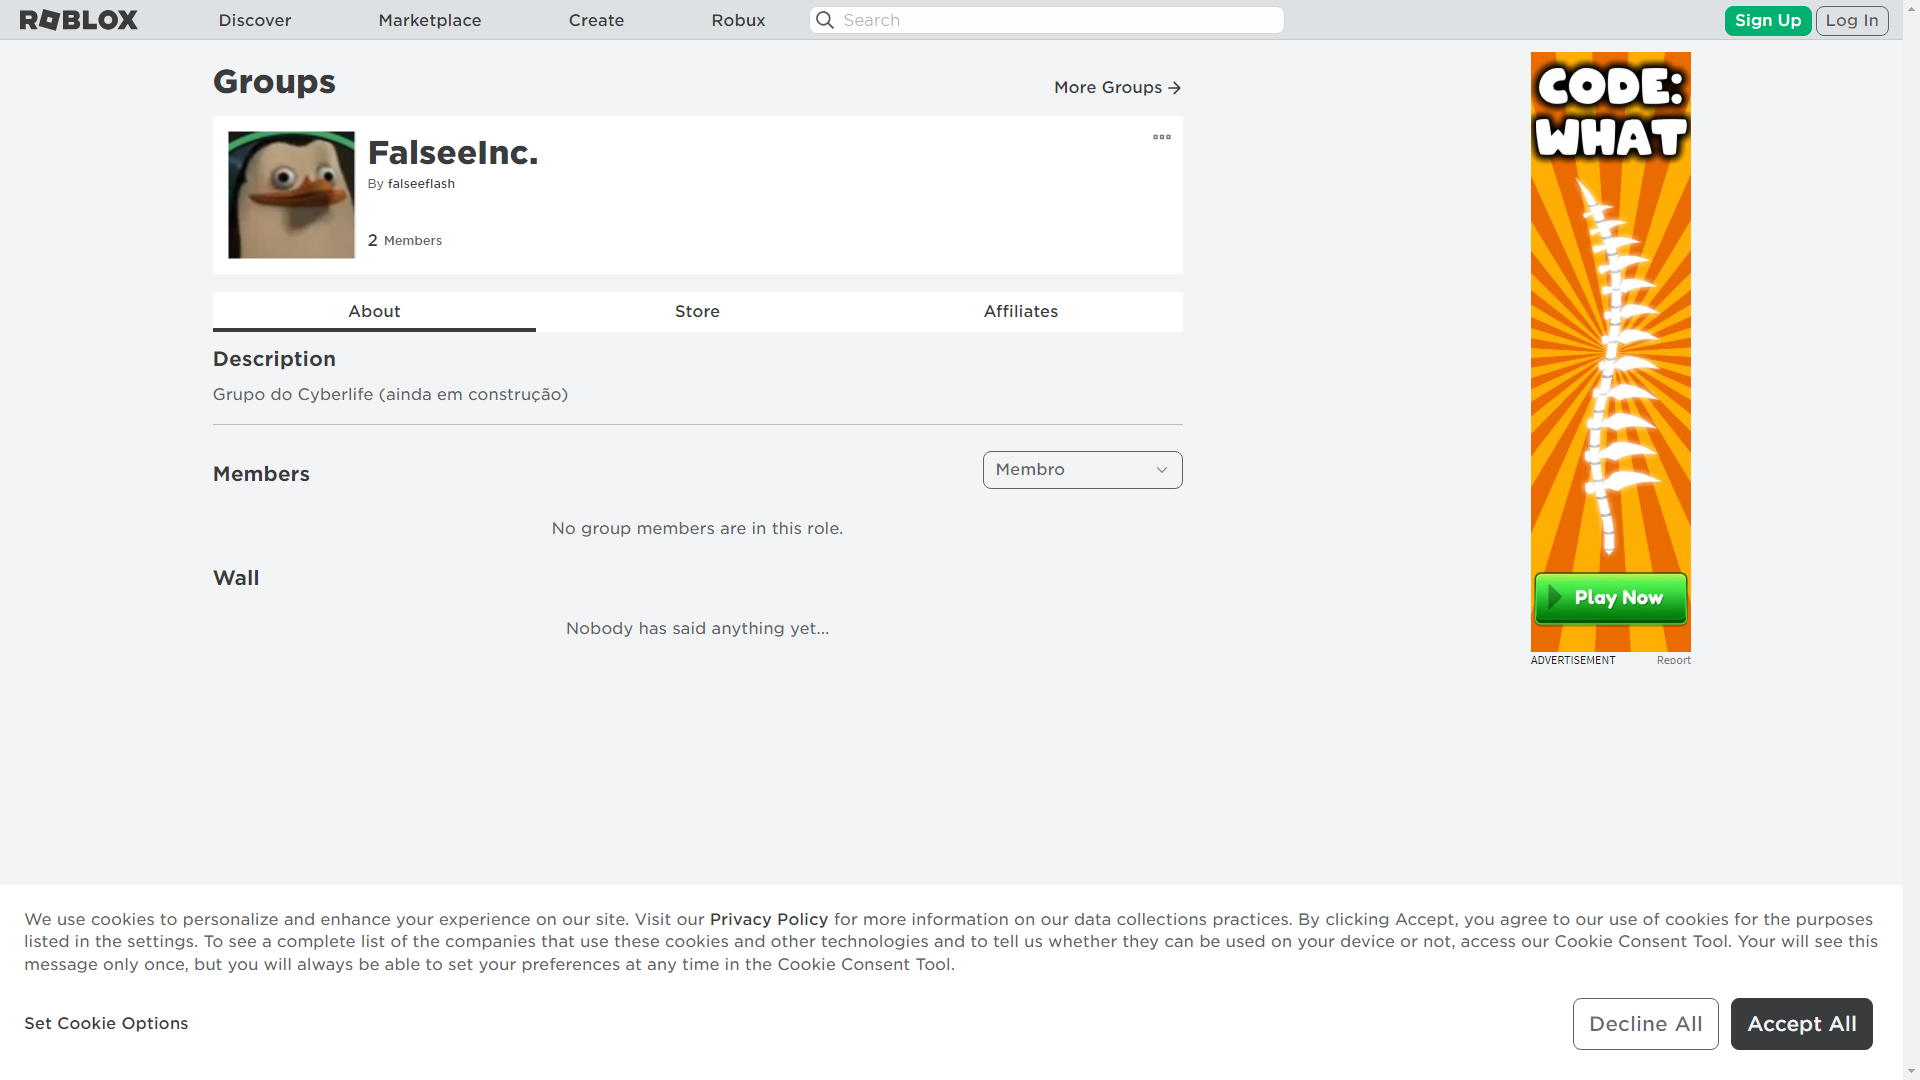 ROBLOX
Discover
Marketplace
Create
Robux
Search
Sign Up
Log In
Groups
More Groups
FalseeInc.
By falseeflash
2 Members
About
Store
Affiliates
Description
Grupo do Cyberlife (ainda em construção)
Members
Membro
No group members are in this role.
Wall
Nobody has said anything yet...
CODE:
WHAT
Play Now
ADVERTISEMENT
Report
We use cookies to personalize and enhance your experience on our site. Visit our Privacy Policy for more information on our data collections practices. By clicking Accept, you agree to our use of cookies for the purposes
listed in the settings. To see a complete list of the companies that use these cookies and other technologies and to tell us whether they can be used on your device or not, access our Cookie Consent Tool. Your will see this
message only once, but you will always be able to set your preferences at any time in the Cookie Consent Tool.
Set Cookie Options
Decline All
Accept All